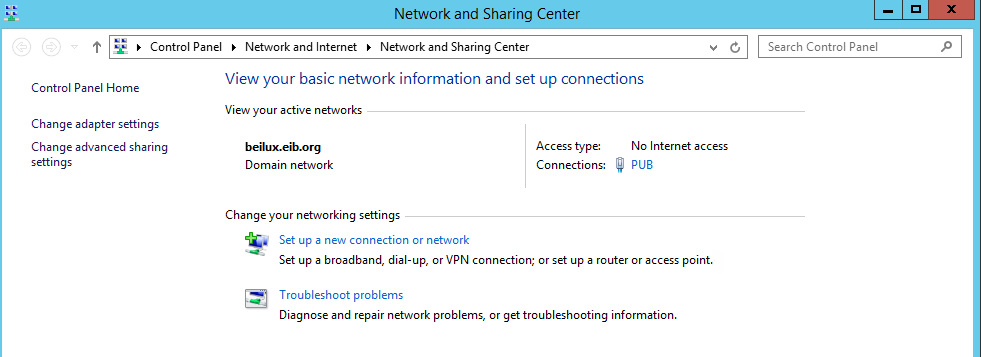 Network and Sharing Center
Control Panel Network and Internet Network and Sharing Center
Search Control Panel
Control Panel Home
Change adapter settings
Change advanced sharing
settings
View your basic network information and set up connections
View your active networks
beilux.eib.org
Domain network
Access type: No Internet access
Connections: PUB
Change your networking settings
Set up a new connection or network
Set up a broadband, dial-up, or VPN connection; or set up a router or access point.
Troubleshoot problems
Diagnose and repair network problems, or get troubleshooting information.